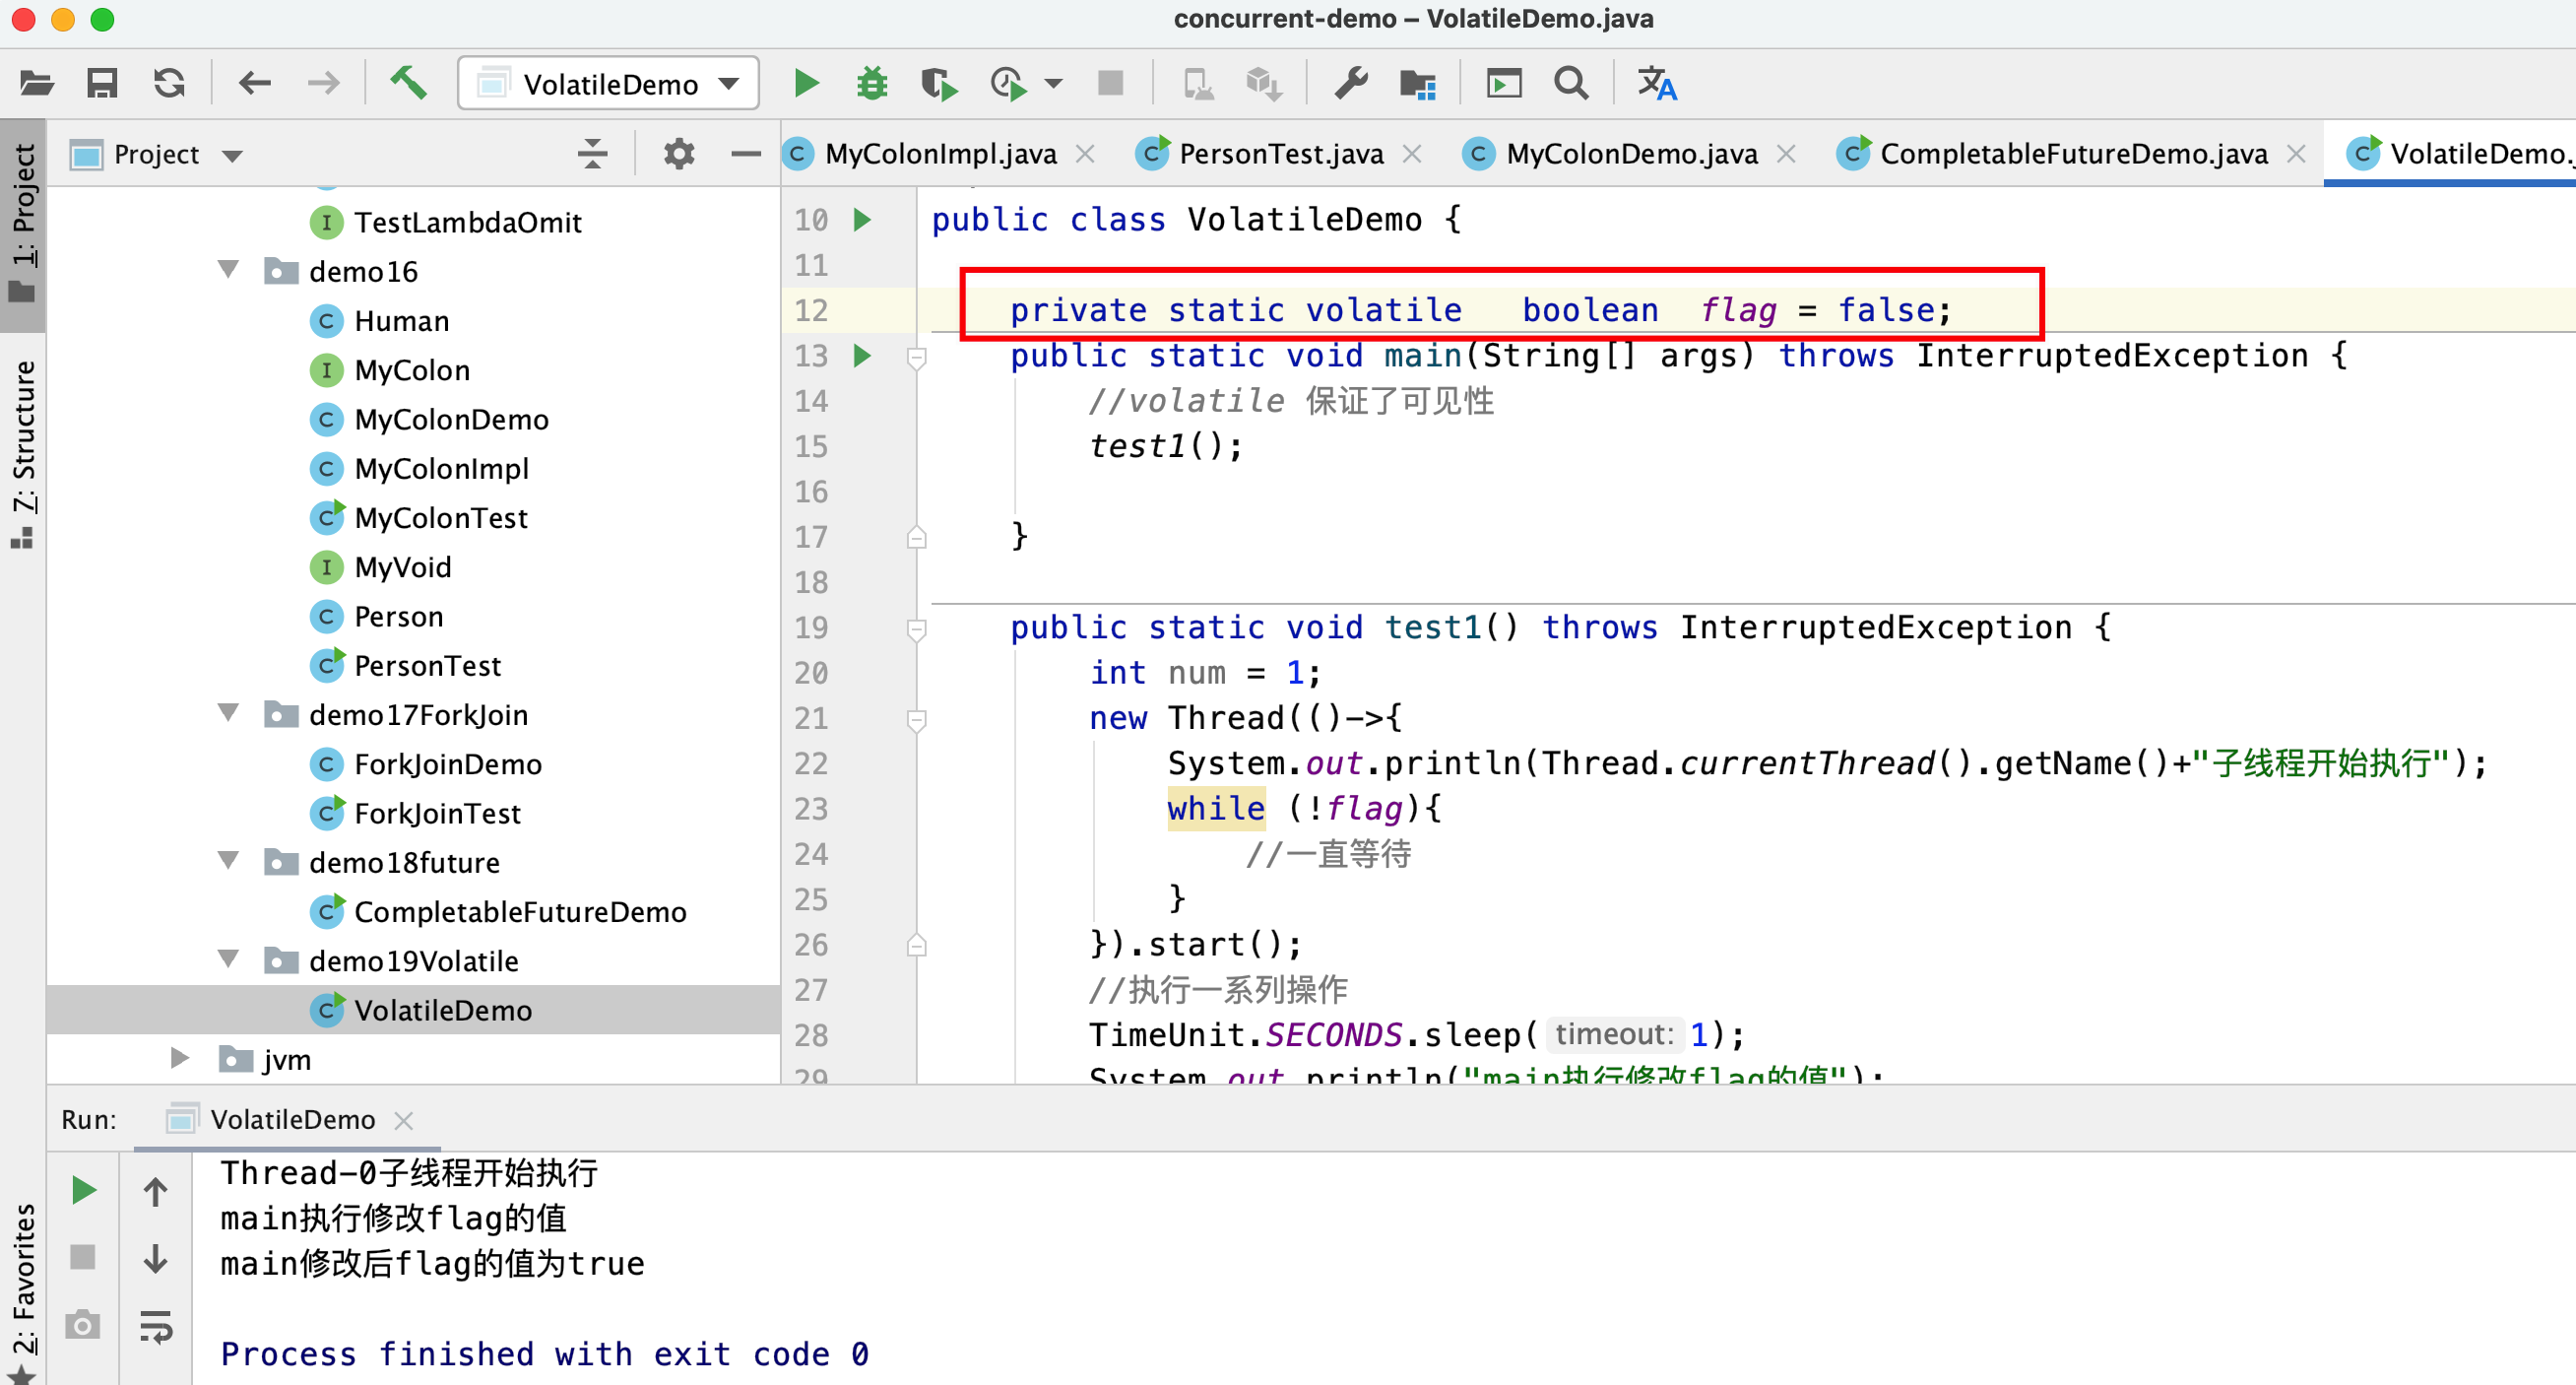 concurrent-demo – VolatileDemo.java
VolatileDemo
Project
MyColonImpl.java
PersonTest.java
MyColonDemo.java
CompletableFutureDemo.java
VolatileDemo.
1: Project
7: Structure
2: Favorites
TestLambdaOmit
demo16
Human
MyColon
MyColonDemo
MyColonImpl
MyColonTest
MyVoid
Person
PersonTest
demo17ForkJoin
ForkJoinDemo
ForkJoinTest
demo18future
CompletableFutureDemo
demo19Volatile
VolatileDemo
jvm
10 public class VolatileDemo {
11
12 private static volatile boolean flag = false;
13 public static void main(String[] args) throws InterruptedException {
14 //volatile 保证了可见性
15 test1();
16
17 }
18
19 public static void test1() throws InterruptedException {
20 int num = 1;
21 new Thread(()->{
22 System.out.println(Thread.currentThread().getName()+"子线程开始执行");
23 while (!flag){
24 //一直等待
25 }
26 }).start();
27 //执行一系列操作
28 TimeUnit.SECONDS.sleep( timeout: 1);
29 System.out.println("main执行修改flag的值");
Run: VolatileDemo
Thread-0子线程开始执行
main执行修改flag的值
main修改后flag的值为true
Process finished with exit code 0